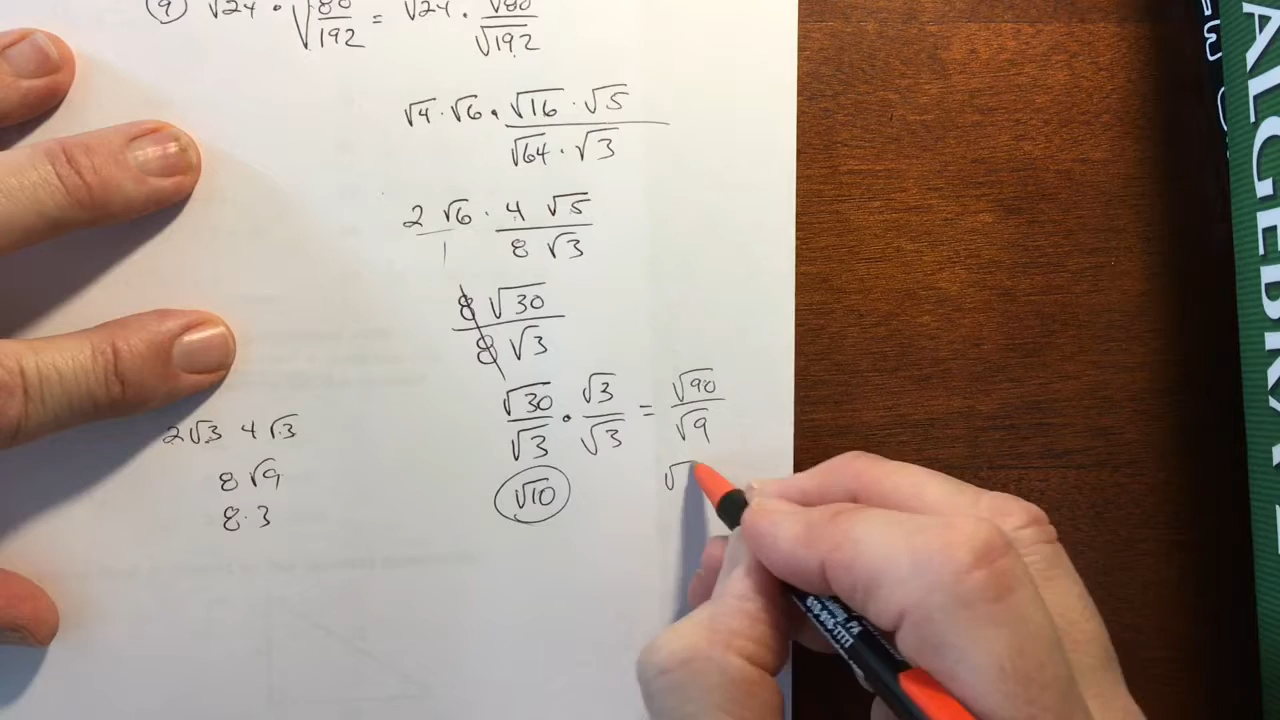 9 √24 · √80/192 = √24 · √80/√192
√4 · √6 · √16 · √5 / √64 · √3
2 √6 / 1 · 4 √5 / 8 √3
8 √30 / 8 √3
√30/√3 · √3/√3 = √90/√9
√10
2√3 4√3
8 √9
8·3
ALGEBRA 2